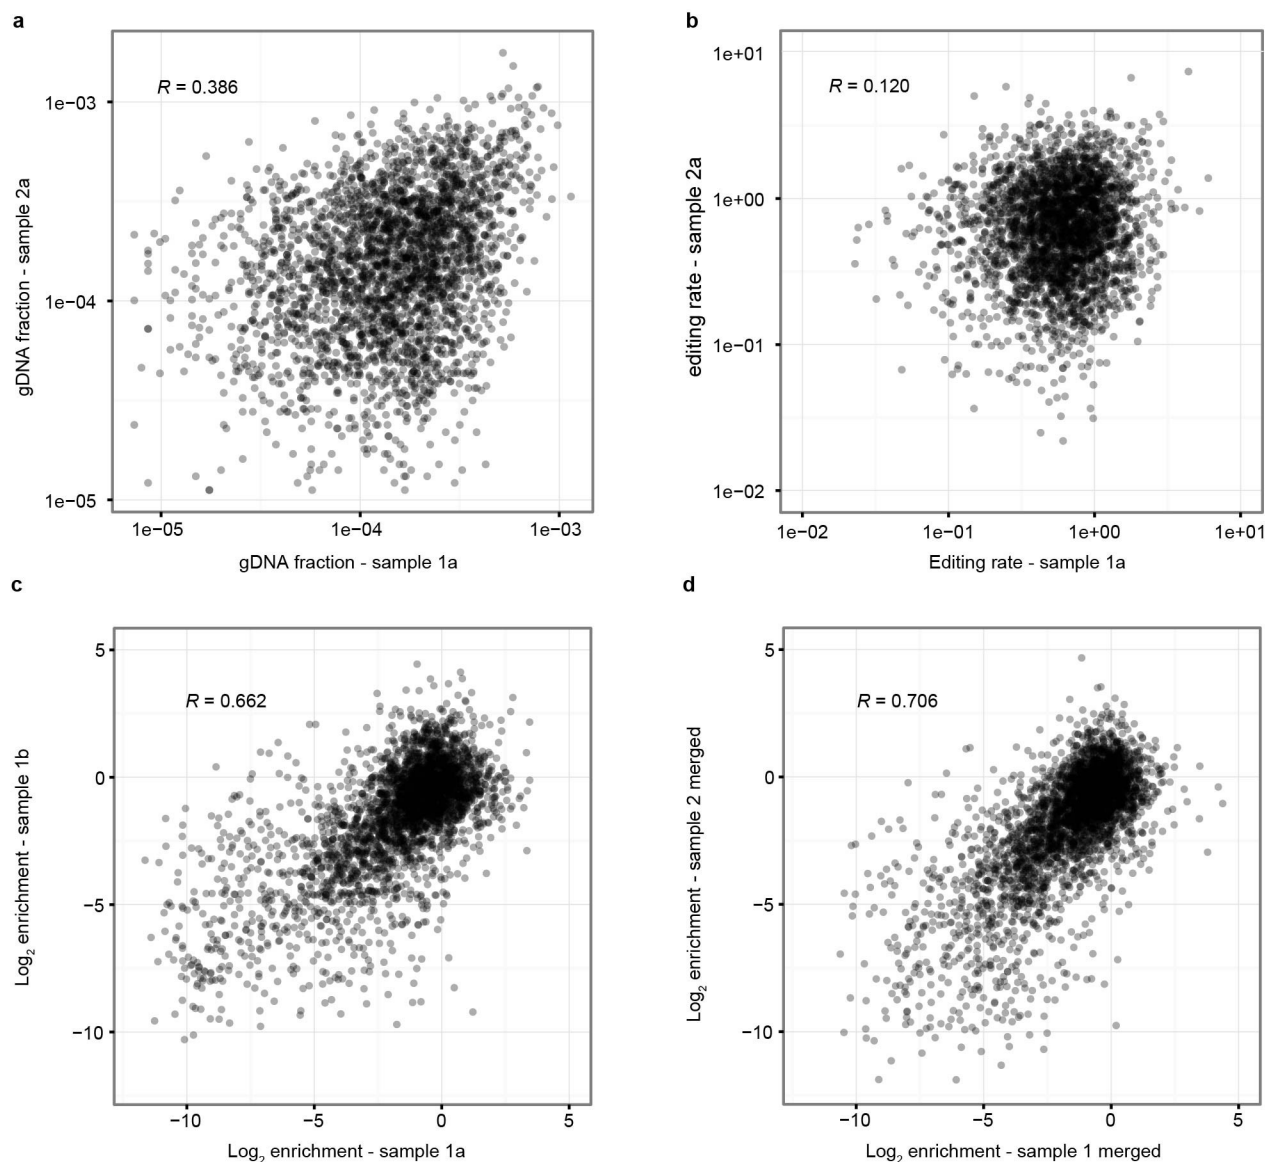 a
R = 0.386
gDNA fraction - sample 2a
1e−03
1e−04
1e−05
1e−05 1e−04 1e−03
gDNA fraction - sample 1a
b
R = 0.120
editing rate - sample 2a
1e+01
1e+00
1e−01
1e−02
1e−02 1e−01 1e+00 1e+01
Editing rate - sample 1a
c
R = 0.662
Log2 enrichment - sample 1b
5
0
−5
−10
−10 −5 0 5
Log2 enrichment - sample 1a
d
R = 0.706
Log2 enrichment - sample 2 merged
5
0
−5
−10
−10 −5 0 5
Log2 enrichment - sample 1 merged